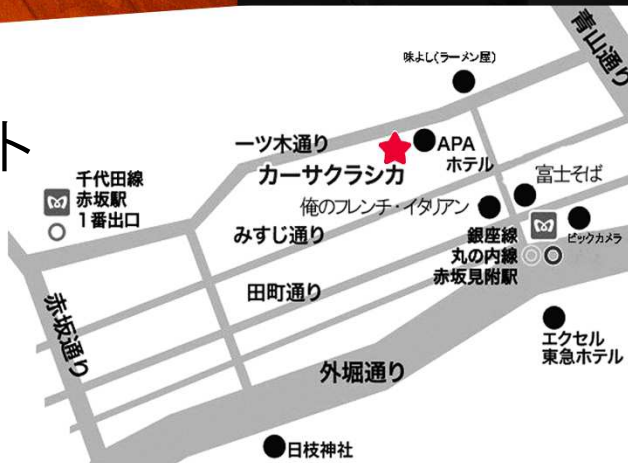 ト
青山通り
味よし(ラーメン屋)
一ツ木通り
APA
ホテル
カーサクラシカ
千代田線
赤坂駅
1番出口
富士そば
俺のフレンチ・イタリアン
みすじ通り
銀座線
丸の内線
赤坂見附駅
ビックカメラ
田町通り
赤坂通り
エクセル
東急ホテル
外堀通り
日枝神社